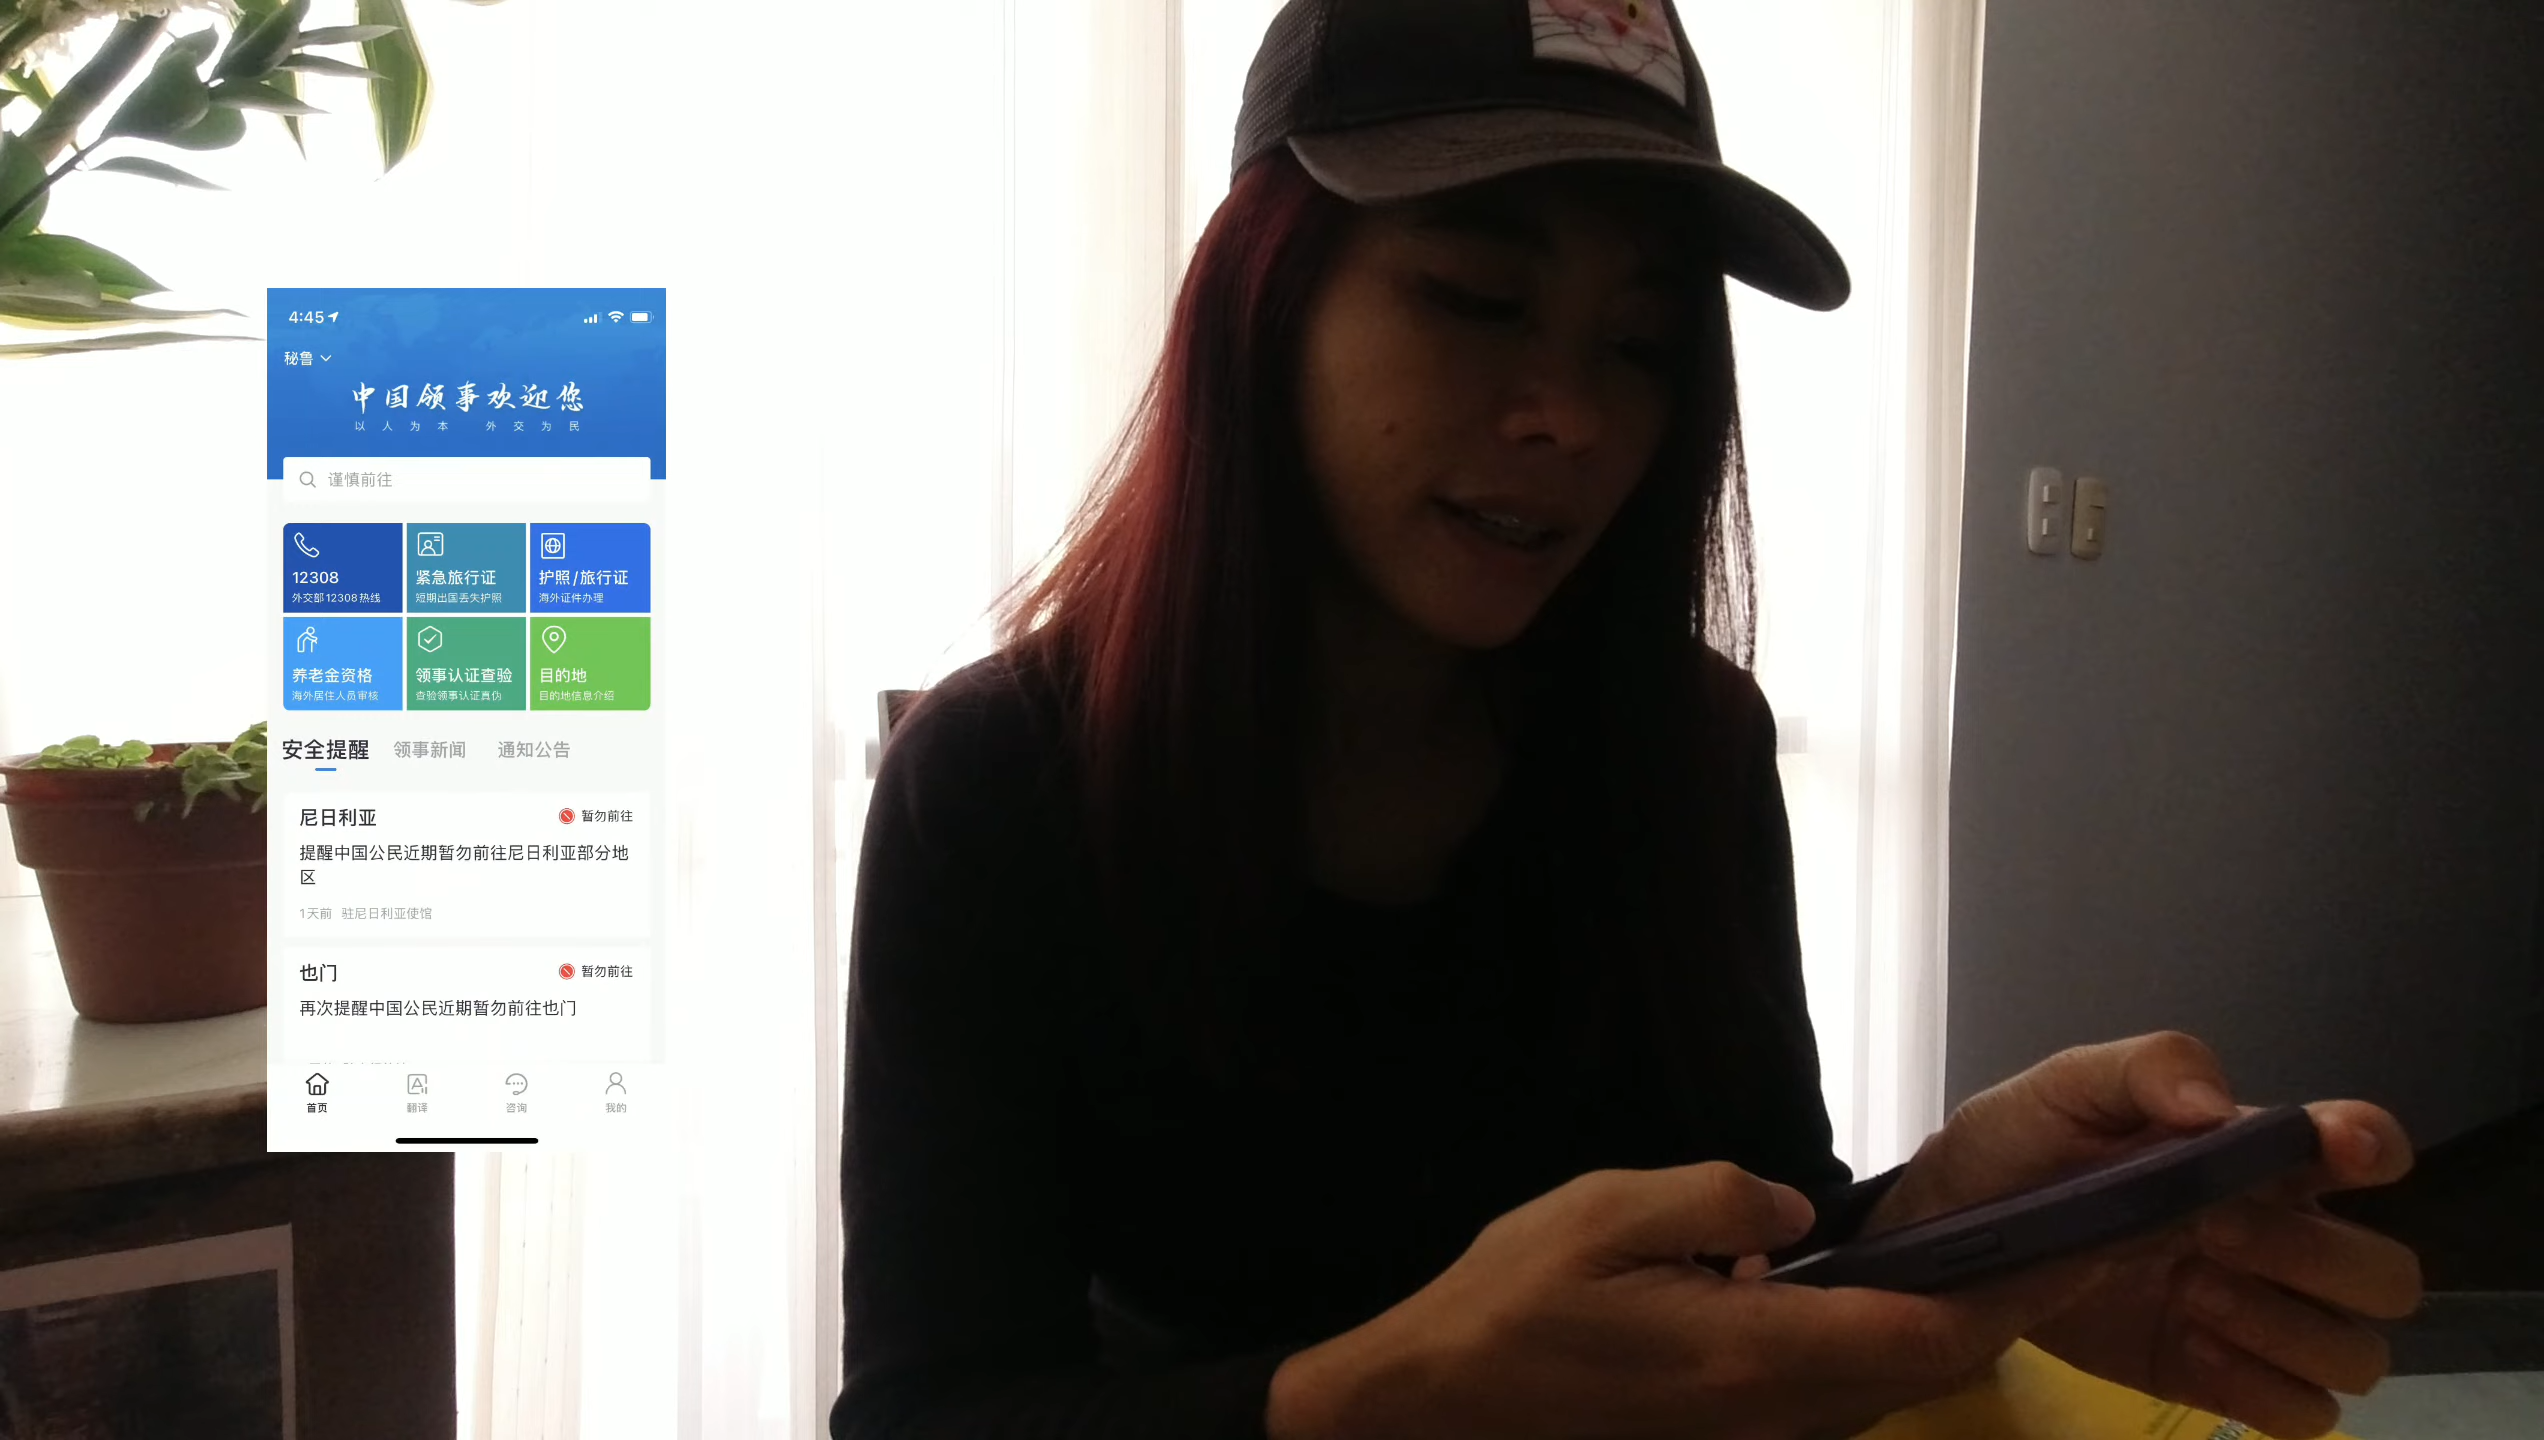 4:45
秘鲁
中国领事欢迎您
以人为本 外交为民
谨慎前往
12308
外交部12308热线
紧急旅行证
短期出国丢失护照
护照/旅行证
海外证件办理
养老金资格
海外居住人员审核
领事认证查验
查验领事认证真伪
目的地
目的地信息介绍
安全提醒 领事新闻 通知公告
尼日利亚 暂勿前往
提醒中国公民近期暂勿前往尼日利亚部分地
区
1天前 驻尼日利亚使馆
也门 暂勿前往
再次提醒中国公民近期暂勿前往也门
首页 翻译 咨询 我的